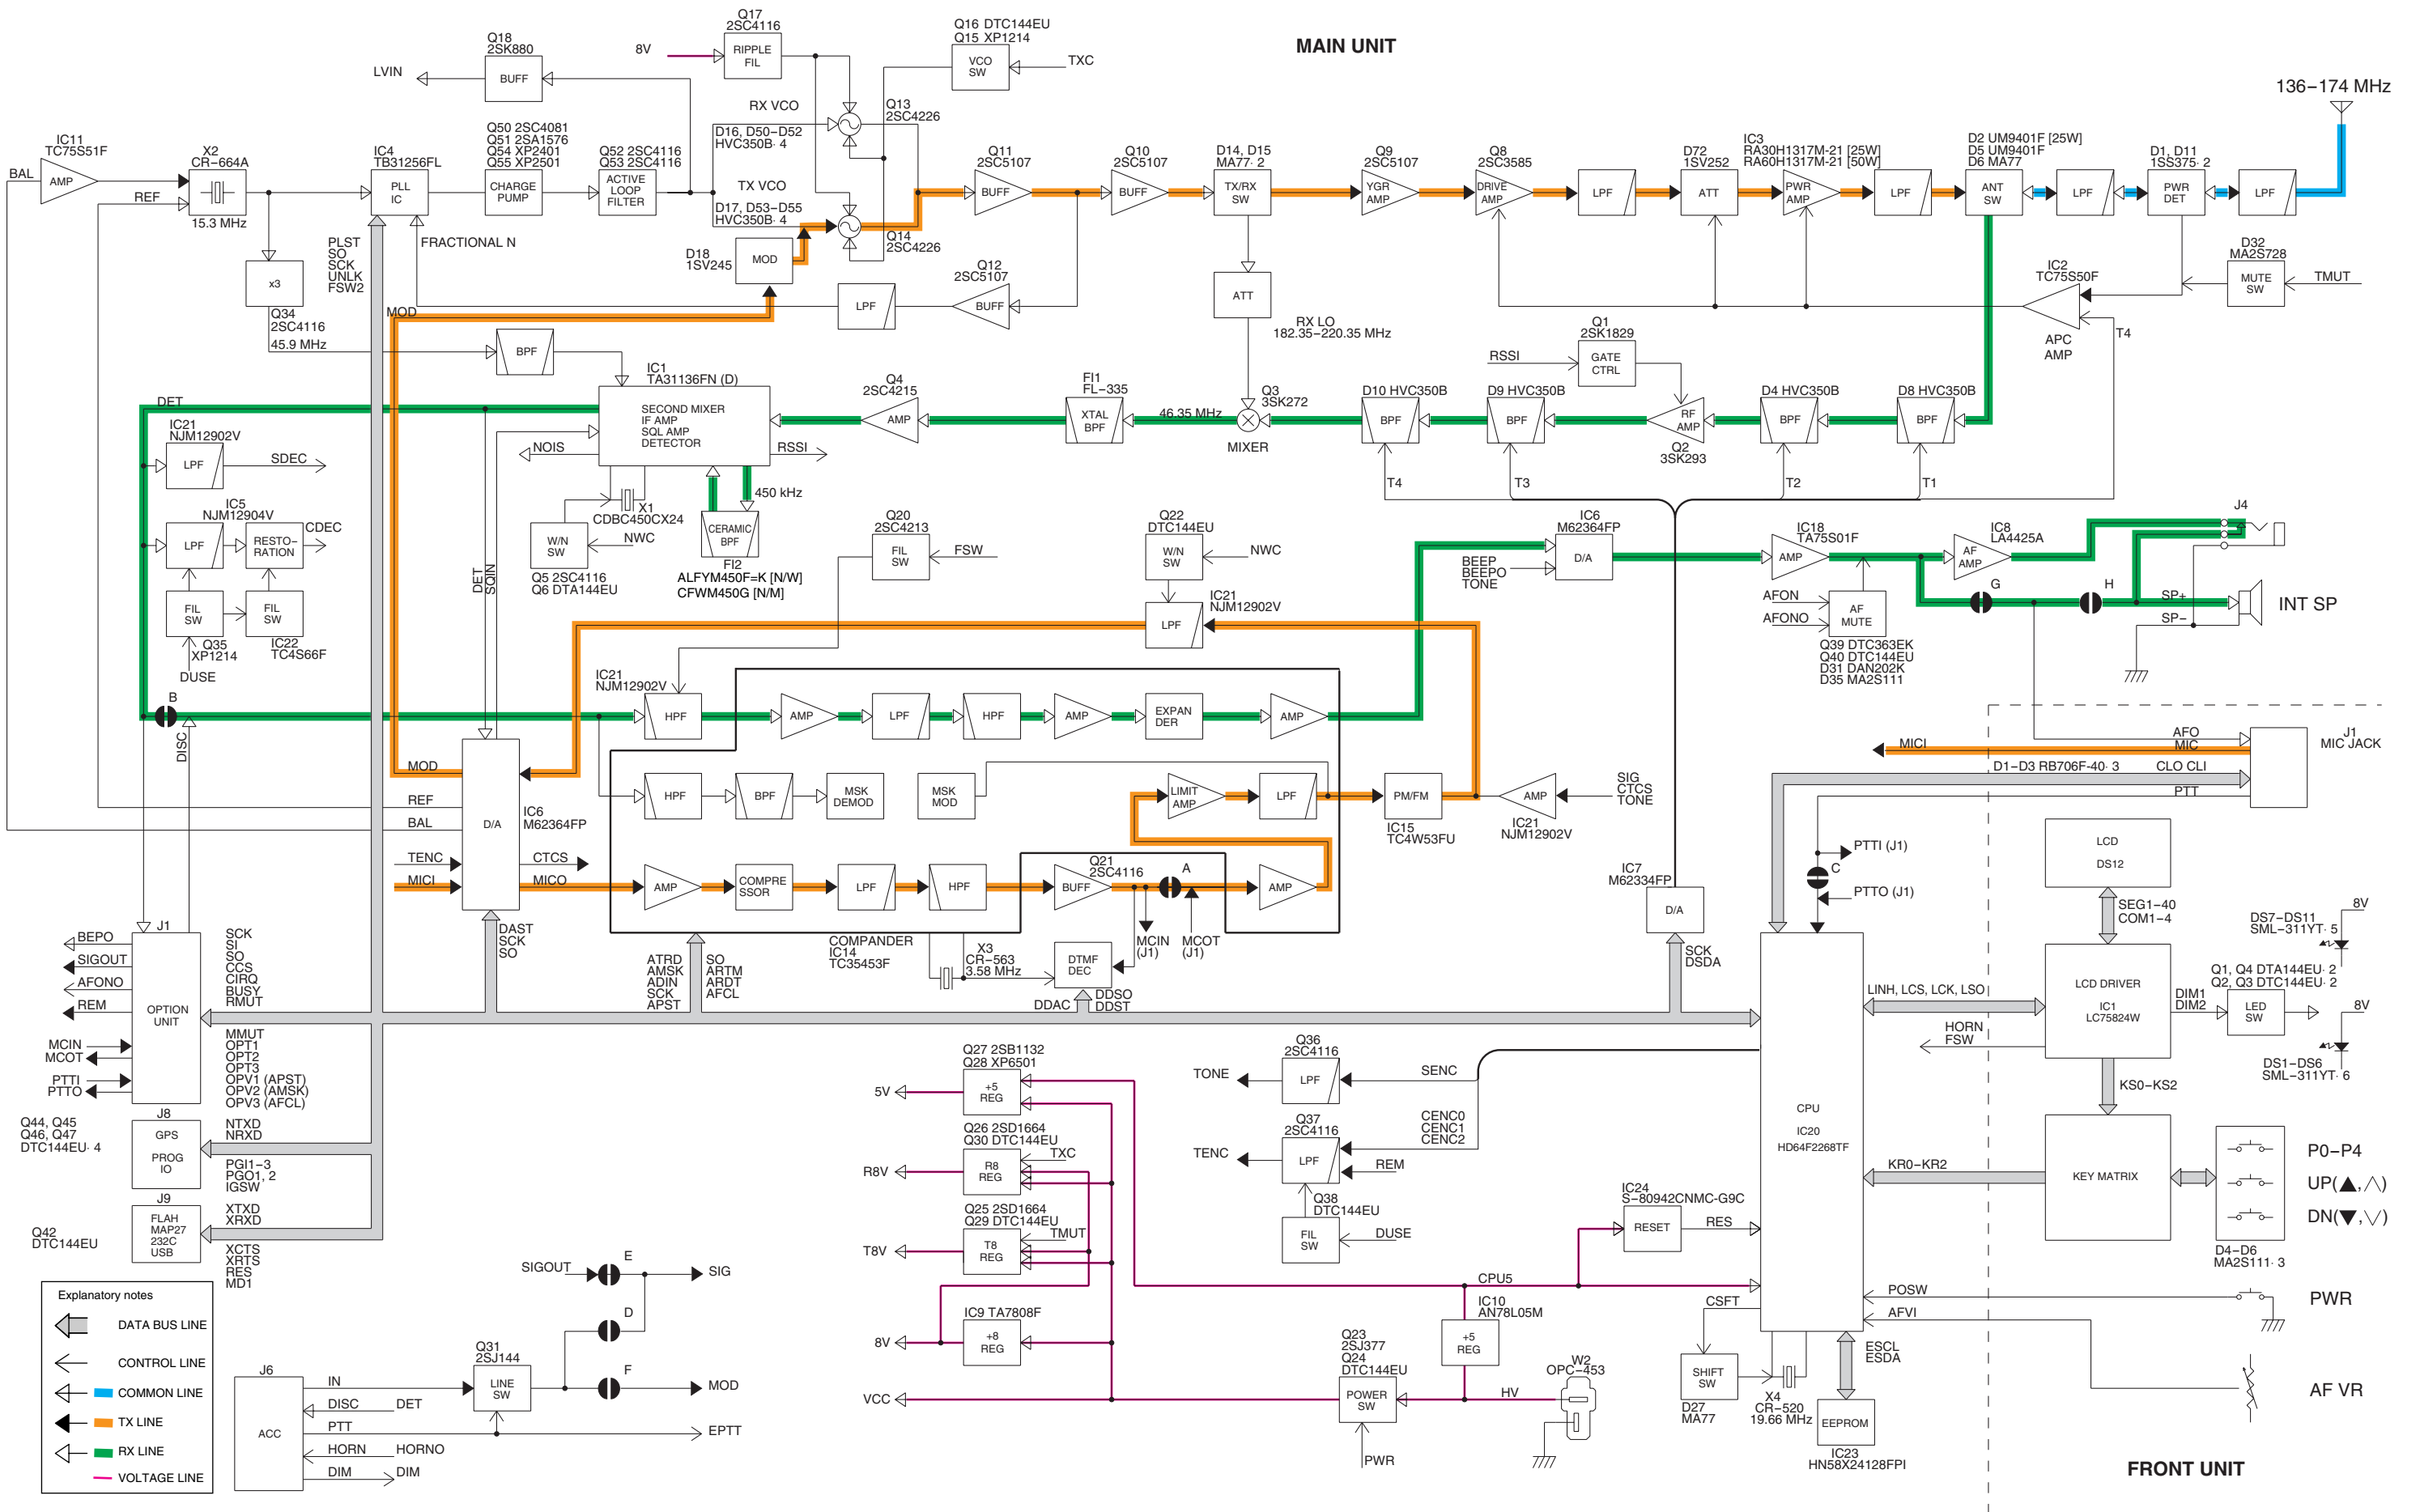 MAIN UNIT
136–174 MHz
Q17
2SC4116
RIPPLE
FIL
8V
Q16 DTC144EU
Q15 XP1214
VCO
SW
TXC
Q18
2SK880
BUFF
LVIN
RX VCO
Q13
2SC4226
D16, D50–D52
HVC350B· 4
TX VCO
D17, D53–D55
HVC350B· 4
Q14
2SC4226
IC11
TC75S51F
BAL
AMP
REF
X2
CR–664A
15.3 MHz
IC4
TB31256FL
PLL
IC
Q50 2SC4081
Q51 2SA1576
Q54 XP2401
Q55 XP2501
CHARGE
PUMP
Q52 2SC4116
Q53 2SC4116
ACTIVE
LOOP
FILTER
Q11
2SC5107
BUFF
Q10
2SC5107
BUFF
D14, D15
MA77· 2
TX/RX
SW
Q9
2SC5107
YGR
AMP
Q8
2SC3585
DRIVE
AMP
LPF
D72
1SV252
ATT
IC3
RA30H1317M-21 [25W]
RA60H1317M-21 [50W]
PWR
AMP
LPF
D2 UM9401F [25W]
D5 UM9401F
D6 MA77
ANT
SW
LPF
D1, D11
1SS375· 2
PWR
DET
LPF
PLST
SO
SCK
UNLK
FSW2
FRACTIONAL N
D18
1SV245
MOD
Q12
2SC5107
BUFF
LPF
MOD
x3
Q34
2SC4116
45.9 MHz
BPF
ATT
RX LO
182.35–220.35 MHz
D32
MA2S728
MUTE
SW
TMUT
IC2
TC75S50F
APC
AMP
T4
Q1
2SK1829
RSSI
GATE
CTRL
IC1
TA31136FN (D)
SECOND MIXER
IF AMP
SQL AMP
DETECTOR
Q4
2SC4215
AMP
FI1
FL–335
XTAL
BPF
46.35 MHz
Q3
3SK272
MIXER
D10 HVC350B
BPF
D9 HVC350B
BPF
RF
AMP
Q2
3SK293
D4 HVC350B
BPF
D8 HVC350B
BPF
T4
T3
T2
T1
DET
IC21
NJM12902V
LPF
SDEC
IC5
NJM12904V
LPF
RESTO–
RATION
CDEC
FIL
SW
FIL
SW
Q35
XP1214
IC22
TC4S66F
DUSE
NOIS
RSSI
DET
SQIN
X1
CDBC450CX24
W/N
SW
NWC
Q5 2SC4116
Q6 DTA144EU
450 kHz
CERAMIC
BPF
FI2
ALFYM450F=K [N/W]
CFWM450G [N/M]
Q20
2SC4213
FIL
SW
FSW
Q22
DTC144EU
W/N
SW
NWC
IC21
NJM12902V
LPF
BEEP
BEEPO
TONE
IC6
M62364FP
D/A
IC18
TA75S01F
AMP
IC8
LA4425A
AF
AMP
J4
G
H
SP+
SP–
INT SP
AFON
AFONO
AF
MUTE
Q39 DTC363EK
Q40 DTC144EU
D31 DAN202K
D35 MA2S111
B
DISC
IC21
NJM12902V
HPF
AMP
LPF
HPF
AMP
EXPAN
DER
AMP
MOD
REF
BAL
D/A
IC6
M62364FP
TENC
MICI
CTCS
MICO
HPF
BPF
MSK
DEMOD
MSK
MOD
LIMIT
AMP
LPF
PM/FM
IC15
TC4W53FU
AMP
IC21
NJM12902V
SIG
CTCS
TONE
AMP
COMPRE
SSOR
LPF
HPF
Q21
2SC4116
BUFF
A
AMP
MCIN
(J1)
MCOT
(J1)
COMPANDER
IC14
TC35453F
X3
CR–563
3.58 MHz
DTMF
DEC
DDAC
DDSO
DDST
DAST
SCK
SO
ATRD
AMSK
ADIN
SCK
APST
SO
ARTM
ARDT
AFCL
IC7
M62334FP
D/A
SCK
DSDA
MICI
AFO
MIC
D1–D3 RB706F-40· 3
CLO CLI
PTT
J1
MIC JACK
PTTI (J1)
C
PTTO (J1)
LCD
DS12
SEG1-40
COM1-4
LCD DRIVER
IC1
LC75824W
LINH, LCS, LCK, LSO
HORN
FSW
DIM1
DIM2
Q1, Q4 DTA144EU· 2
Q2, Q3 DTC144EU· 2
LED
SW
DS7–DS11
SML–311YT· 5
8V
8V
DS1–DS6
SML–311YT· 6
KS0–KS2
KEY MATRIX
KR0–KR2
P0–P4
UP(▲,∧)
DN(▼,∨)
D4–D6
MA2S111· 3
POSW
PWR
AFVI
AF VR
FRONT UNIT
CPU
IC20
HD64F2268TF
J1
OPTION
UNIT
BEPO
SIGOUT
AFONO
REM
MCIN
MCOT
PTTI
PTTO
SCK
SI
SO
CCS
CIRQ
BUSY
RMUT
MMUT
OPT1
OPT2
OPT3
OPV1 (APST)
OPV2 (AMSK)
OPV3 (AFCL)
Q44, Q45
Q46, Q47
DTC144EU· 4
J8
GPS
PROG
IO
NTXD
NRXD
PGI1–3
PGO1, 2
IGSW
Q42
DTC144EU
J9
FLAH
MAP27
232C
USB
XTXD
XRXD
XCTS
XRTS
RES
MD1
Explanatory notes
DATA BUS LINE
CONTROL LINE
COMMON LINE
TX LINE
RX LINE
VOLTAGE LINE
J6
ACC
IN
DISC
DET
PTT
HORN
HORNO
DIM
DIM
Q31
2SJ144
LINE
SW
SIGOUT
E
SIG
D
F
MOD
EPTT
Q27 2SB1132
Q28 XP6501
+5
REG
5V
Q26 2SD1664
Q30 DTC144EU
TXC
R8
REG
R8V
Q25 2SD1664
Q29 DTC144EU
TMUT
T8
REG
T8V
IC9 TA7808F
+8
REG
8V
VCC
Q36
2SC4116
TONE
LPF
SENC
Q37
2SC4116
TENC
LPF
CENC0
CENC1
CENC2
REM
Q38
DTC144EU
FIL
SW
DUSE
IC24
S–80942CNMC-G9C
RESET
RES
CPU5
CSFT
IC10
AN78L05M
+5
REG
Q23
2SJ377
Q24
DTC144EU
POWER
SW
PWR
HV
W2
OPC–453
SHIFT
SW
D27
MA77
X4
CR–520
19.66 MHz
ESCL
ESDA
EEPROM
IC23
HN58X24128FPI